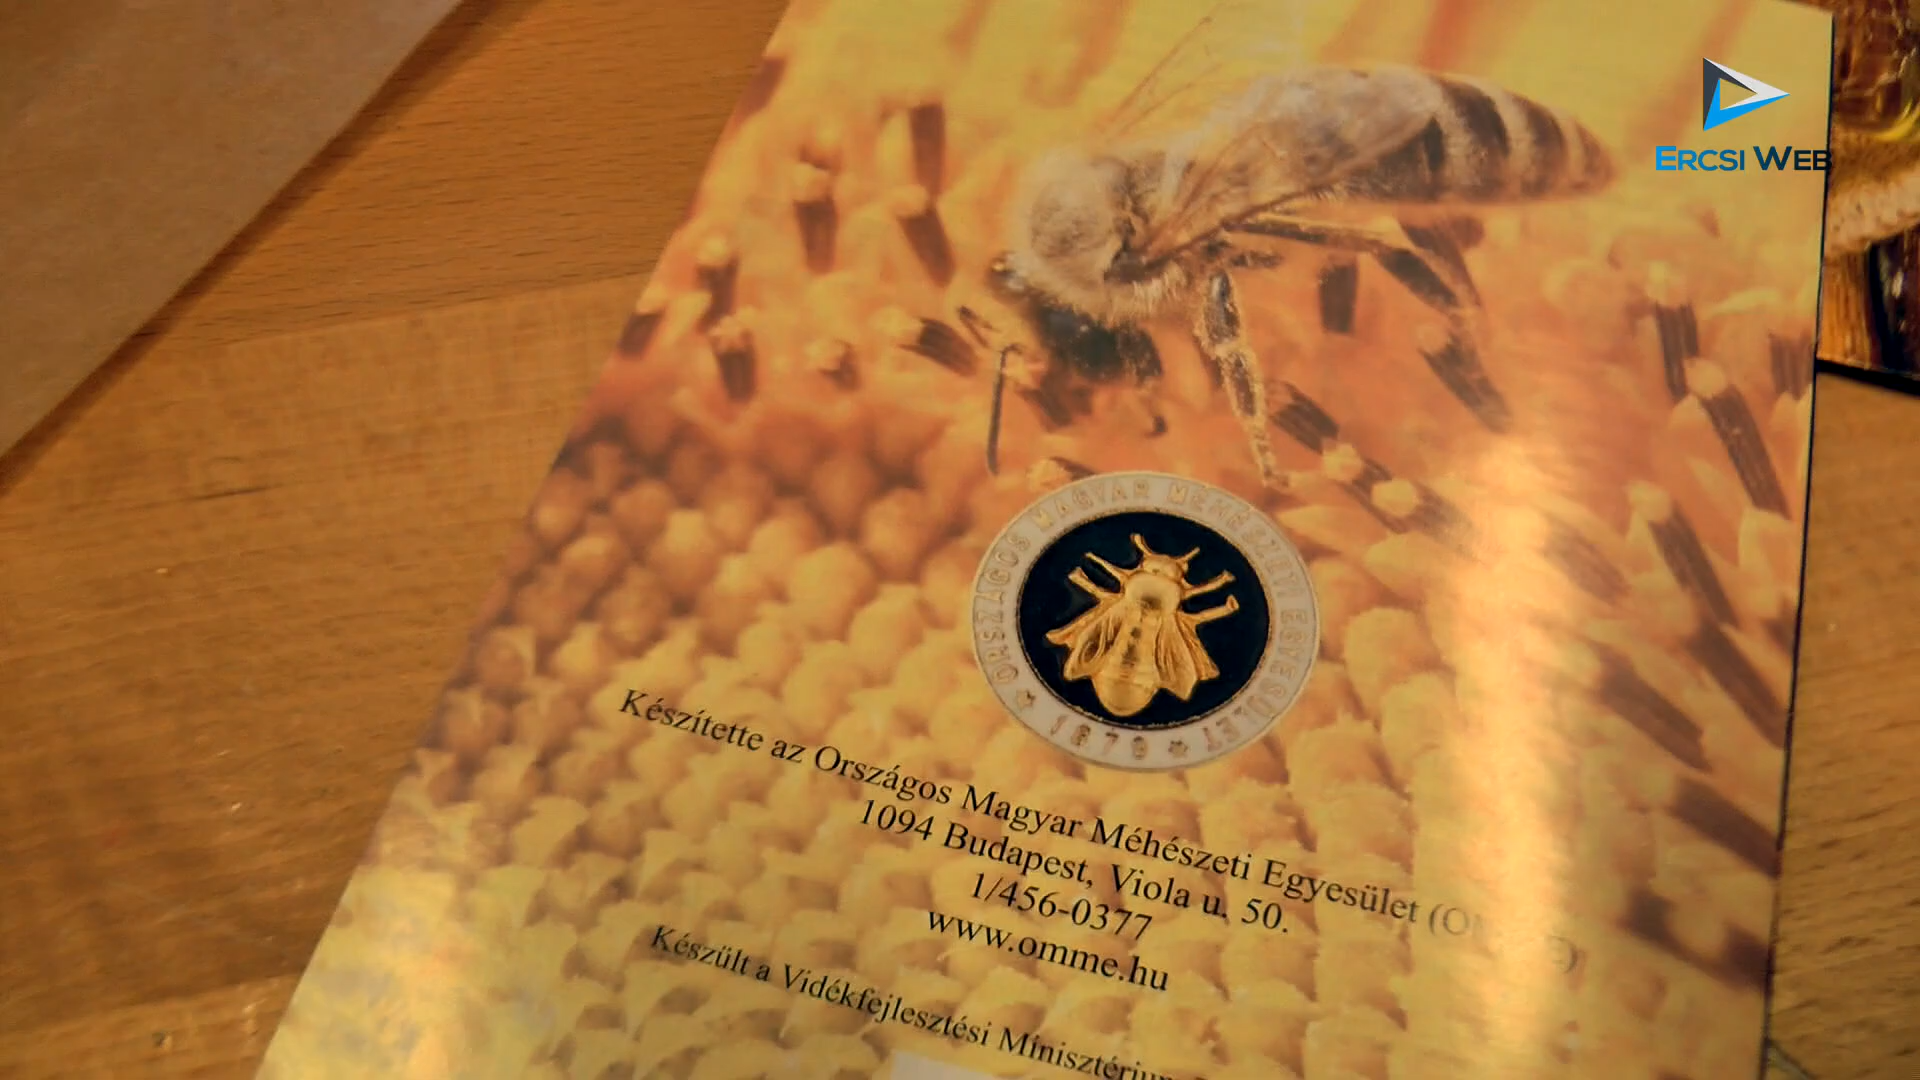 ERCSI WEB
ORSZÁGOS MAGYAR MÉHÉSZETI EGYESÜLET
1879
Készítette az Országos Magyar Méhészeti Egyesület
1094 Budapest, Viola u. 50.
1/456-0377
www.omme.hu
Készült a Vidékfejlesztési